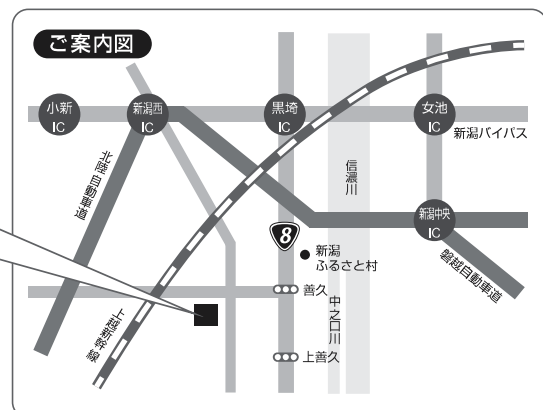 ご案内図
小新
IC
新潟西
IC
黒埼
IC
女池
IC
新潟バイパス
北陸自動車道
信濃川
新潟中央
IC
8
新潟
ふるさと村
磐越自動車道
善久
中之口川
上越新幹線
上善久